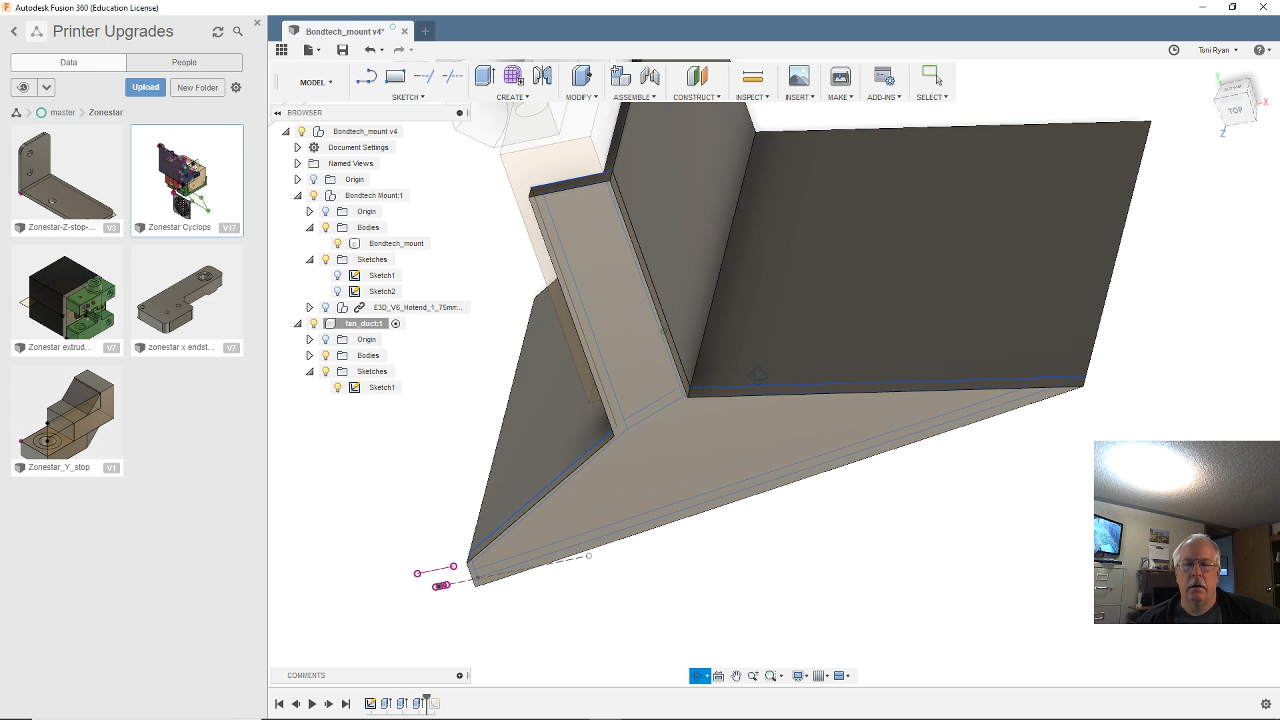 Autodesk Fusion 360 (Education License)
Printer Upgrades
Data
People
Upload
New Folder
master
Zonestar
Zonestar-Z-stop-...
V3
Zonestar Cyclops
V17
Zonestar extrud...
V7
zonestar x endst...
V7
Zonestar_Y_stop
V1
Bondtech_mount v4*
Toni Ryan
MODEL
SKETCH
CREATE
MODIFY
ASSEMBLE
CONSTRUCT
INSPECT
INSERT
MAKE
ADD-INS
SELECT
BROWSER
Bondtech_mount v4
Document Settings
Named Views
Origin
Bondtech Mount:1
Origin
Bodies
Bondtech_mount
Sketches
Sketch1
Sketch2
E3D_V6_Hotend_1_75mm...
fan_duct:1
Origin
Bodies
Sketches
Sketch1
Y
X
TOP
Z
COMMENTS